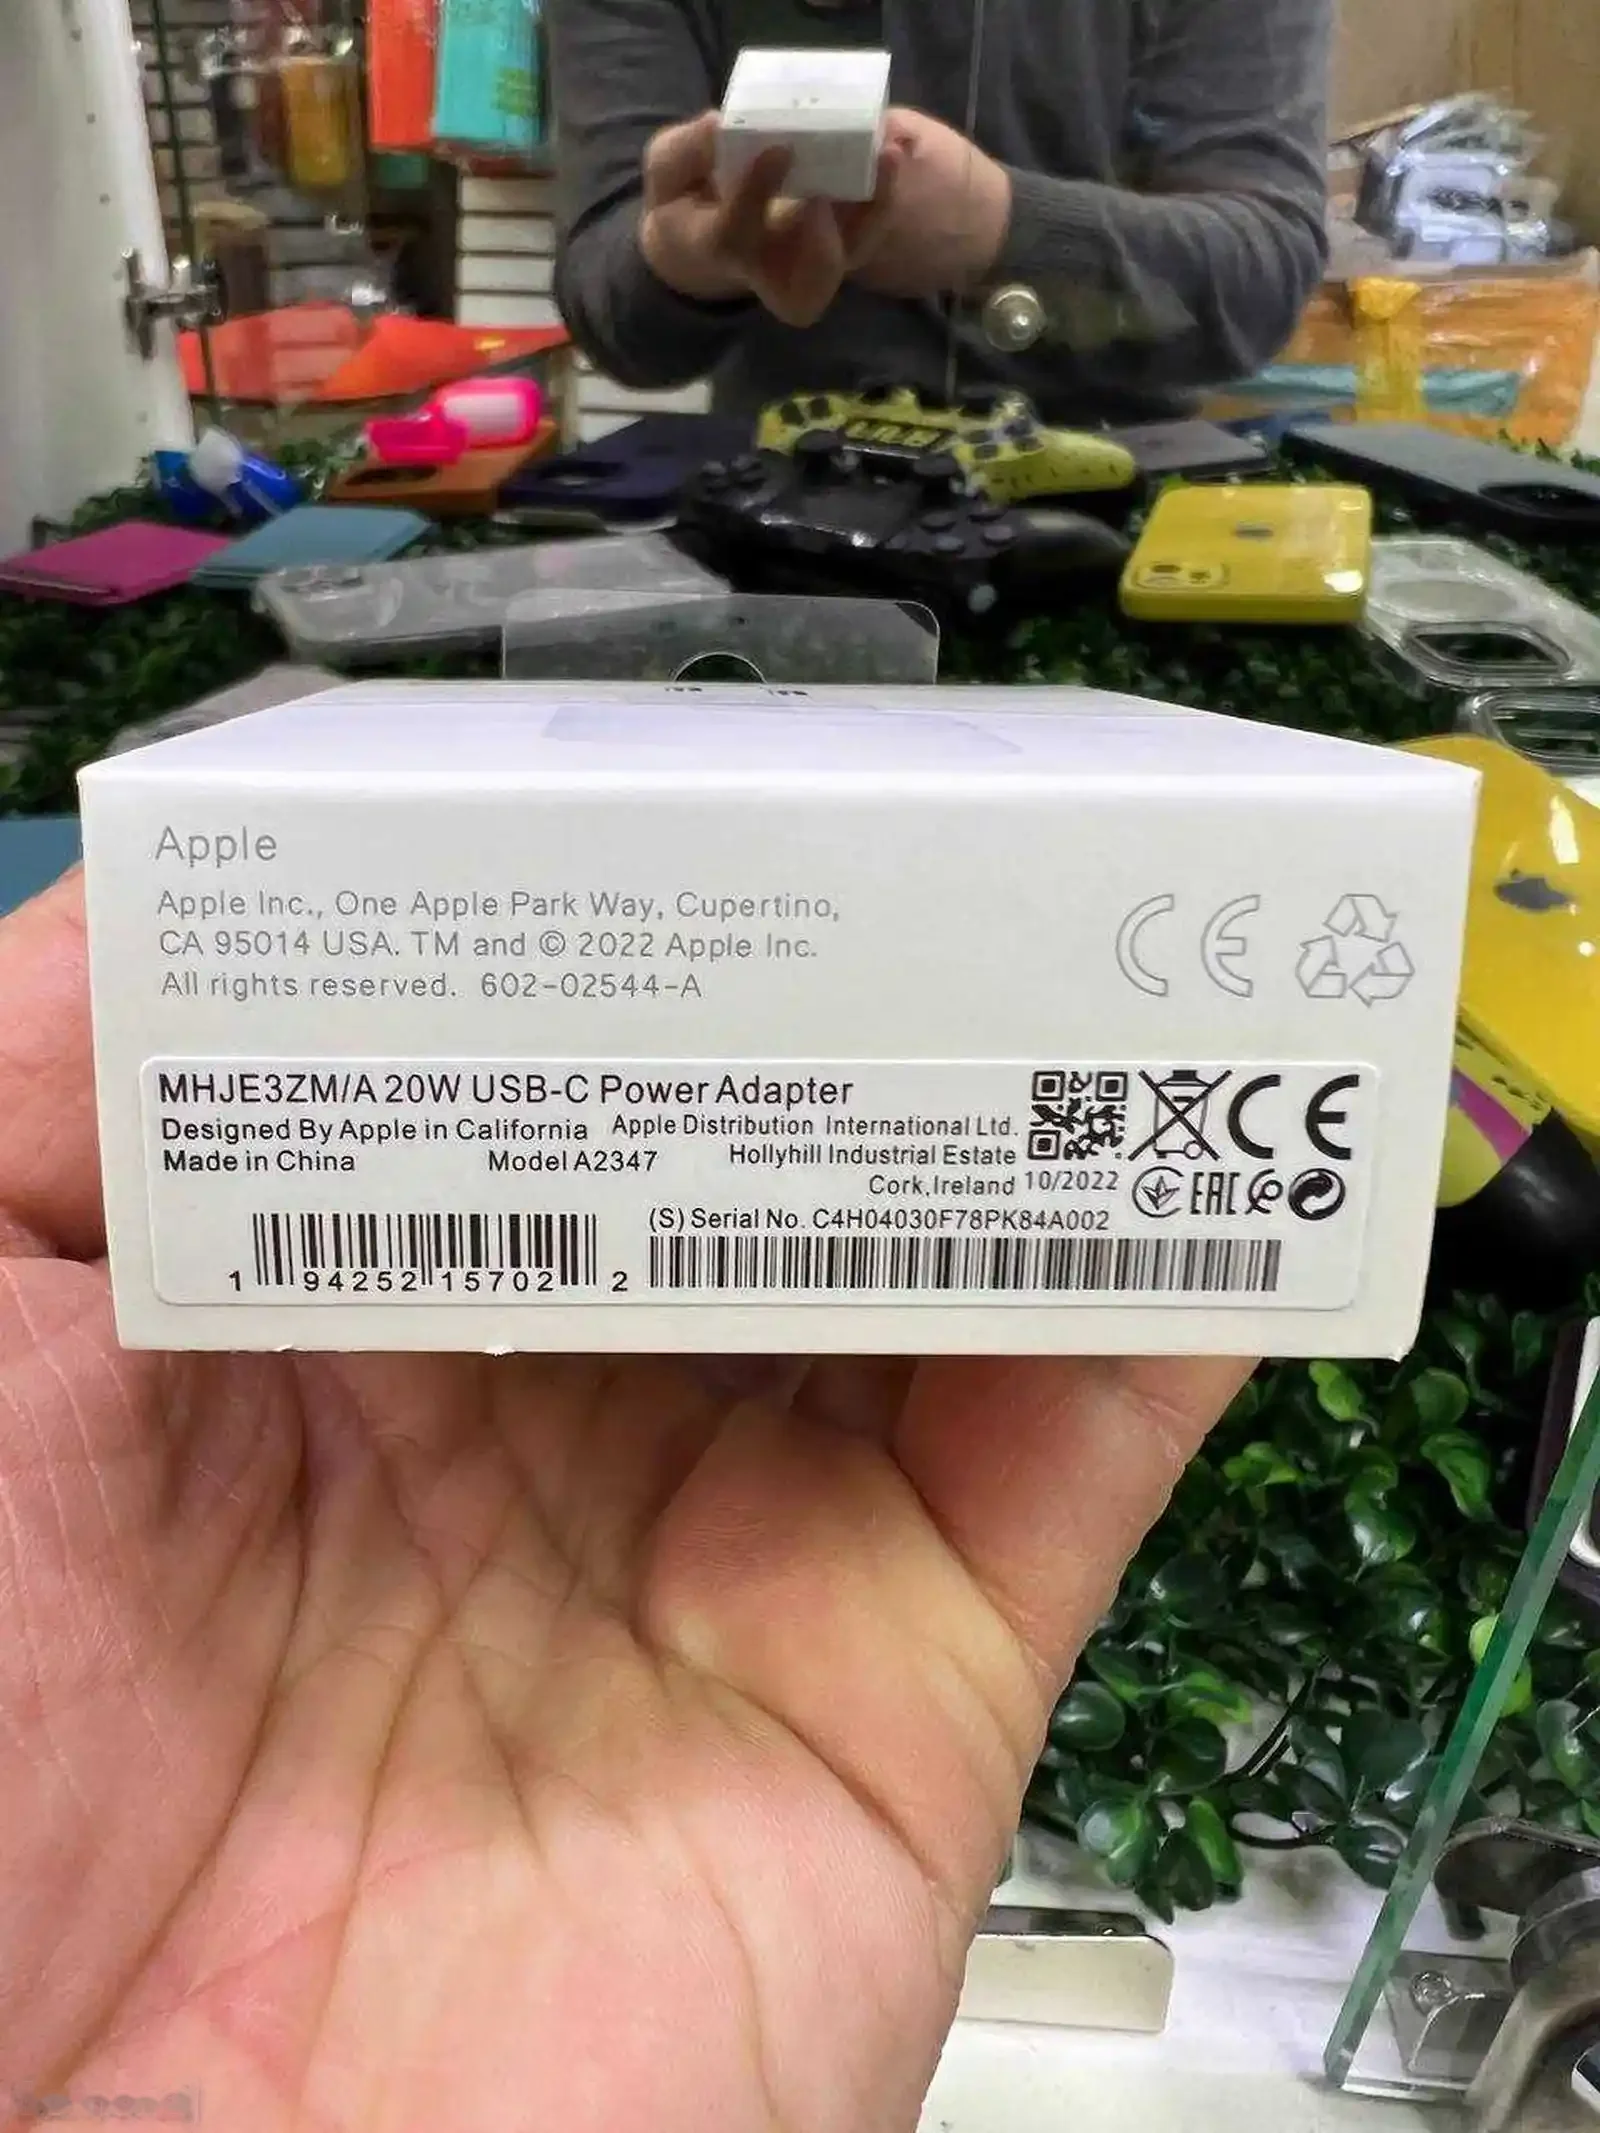 Apple
Apple Inc., One Apple Park Way, Cupertino,
CA 95014 USA. TM and © 2022 Apple Inc.
All rights reserved. 602-02544-A
MHJE3ZM/A 20W USB-C Power Adapter
Designed By Apple in California Apple Distribution International Ltd.
Made in China Model A2347 Hollyhill Industrial Estate
Cork,Ireland 10/2022
EAC
(S) Serial No. C4H04030F78PK84A002
1 94252 15702 2